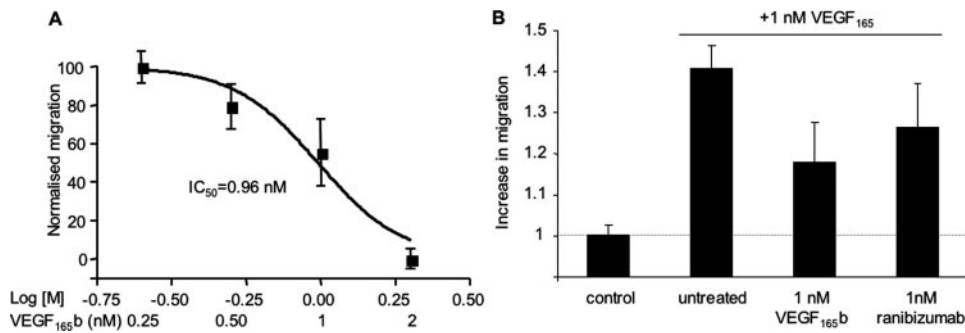 A
Normalised migration
100
80
60
40
20
0
IC₅₀=0.96 nM
Log [M] -0.75 -0.50 -0.25 0.00 0.25 0.50
VEGF₁₆₅b (nM) 0.25 0.50 1 2
B
+1 nM VEGF₁₆₅
Increase in migration
1.5
1.4
1.3
1.2
1.1
1
control untreated 1 nM 1nM
VEGF₁₆₅b ranibizumab